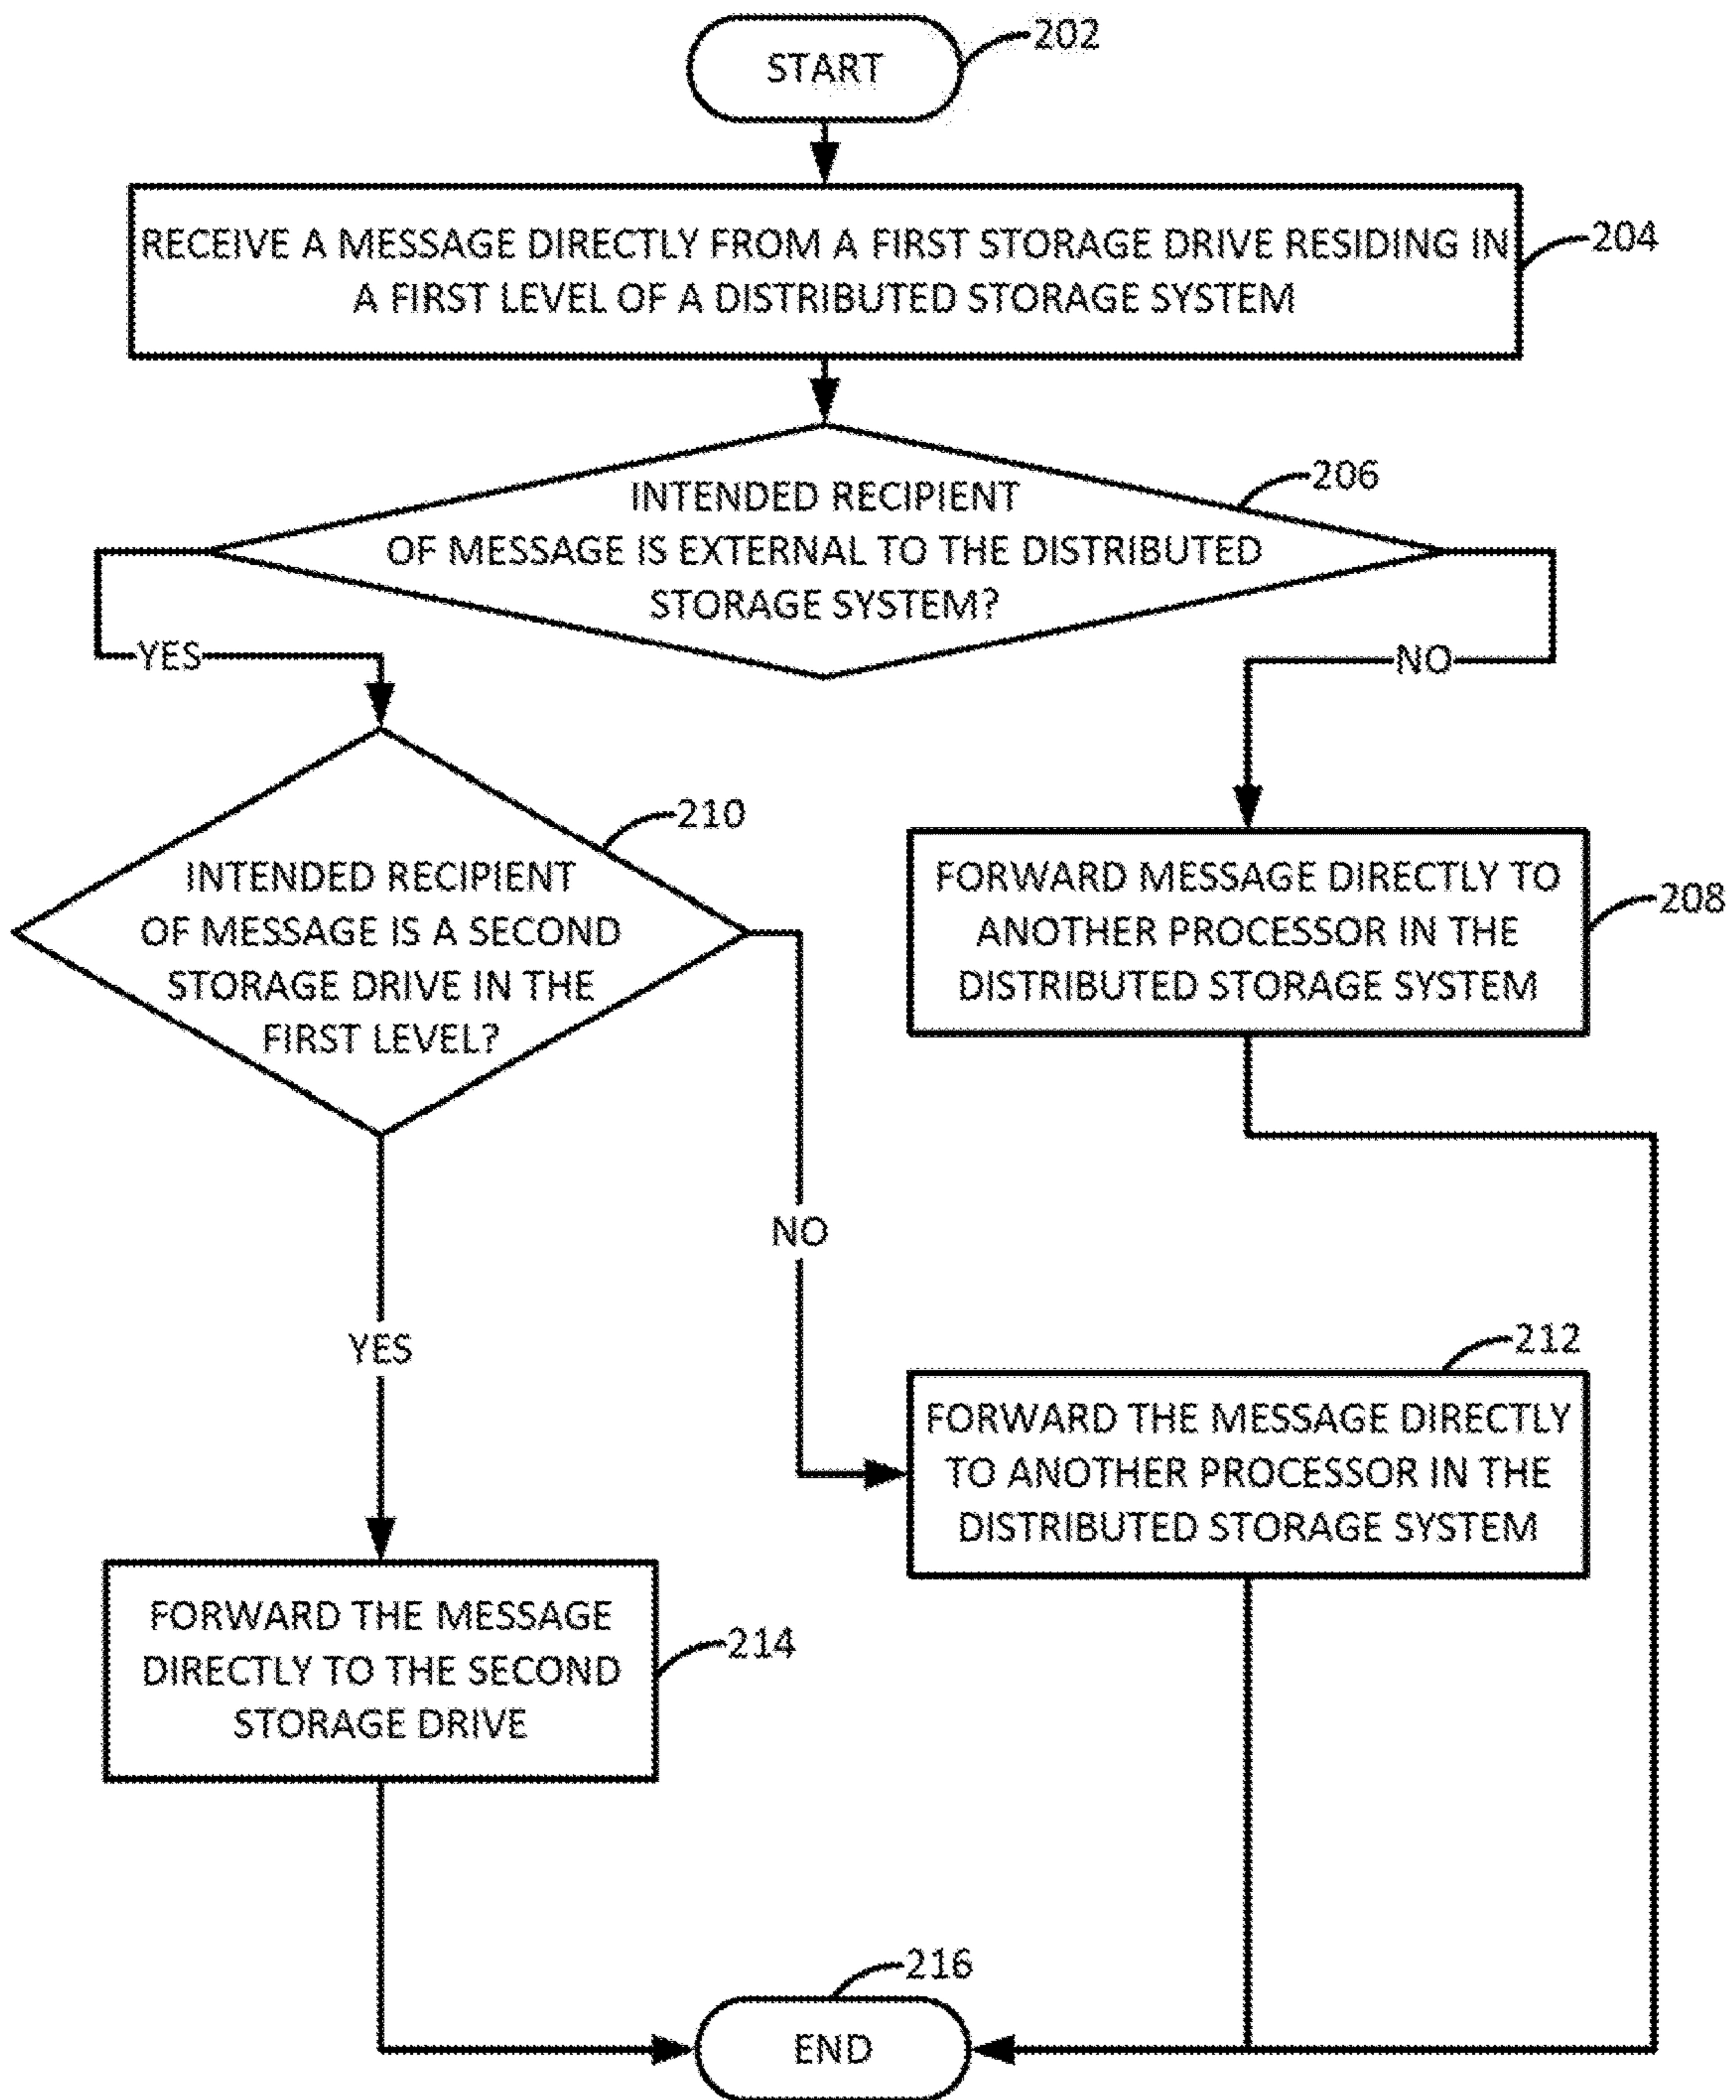 START
202
RECEIVE A MESSAGE DIRECTLY FROM A FIRST STORAGE DRIVE RESIDING IN
A FIRST LEVEL OF A DISTRIBUTED STORAGE SYSTEM
204
INTENDED RECIPIENT
OF MESSAGE IS EXTERNAL TO THE DISTRIBUTED
STORAGE SYSTEM?
206
YES
NO
INTENDED RECIPIENT
OF MESSAGE IS A SECOND
STORAGE DRIVE IN THE
FIRST LEVEL?
210
FORWARD MESSAGE DIRECTLY TO
ANOTHER PROCESSOR IN THE
DISTRIBUTED STORAGE SYSTEM
208
NO
YES
FORWARD THE MESSAGE DIRECTLY
TO ANOTHER PROCESSOR IN THE
DISTRIBUTED STORAGE SYSTEM
212
FORWARD THE MESSAGE
DIRECTLY TO THE SECOND
STORAGE DRIVE
214
216
END